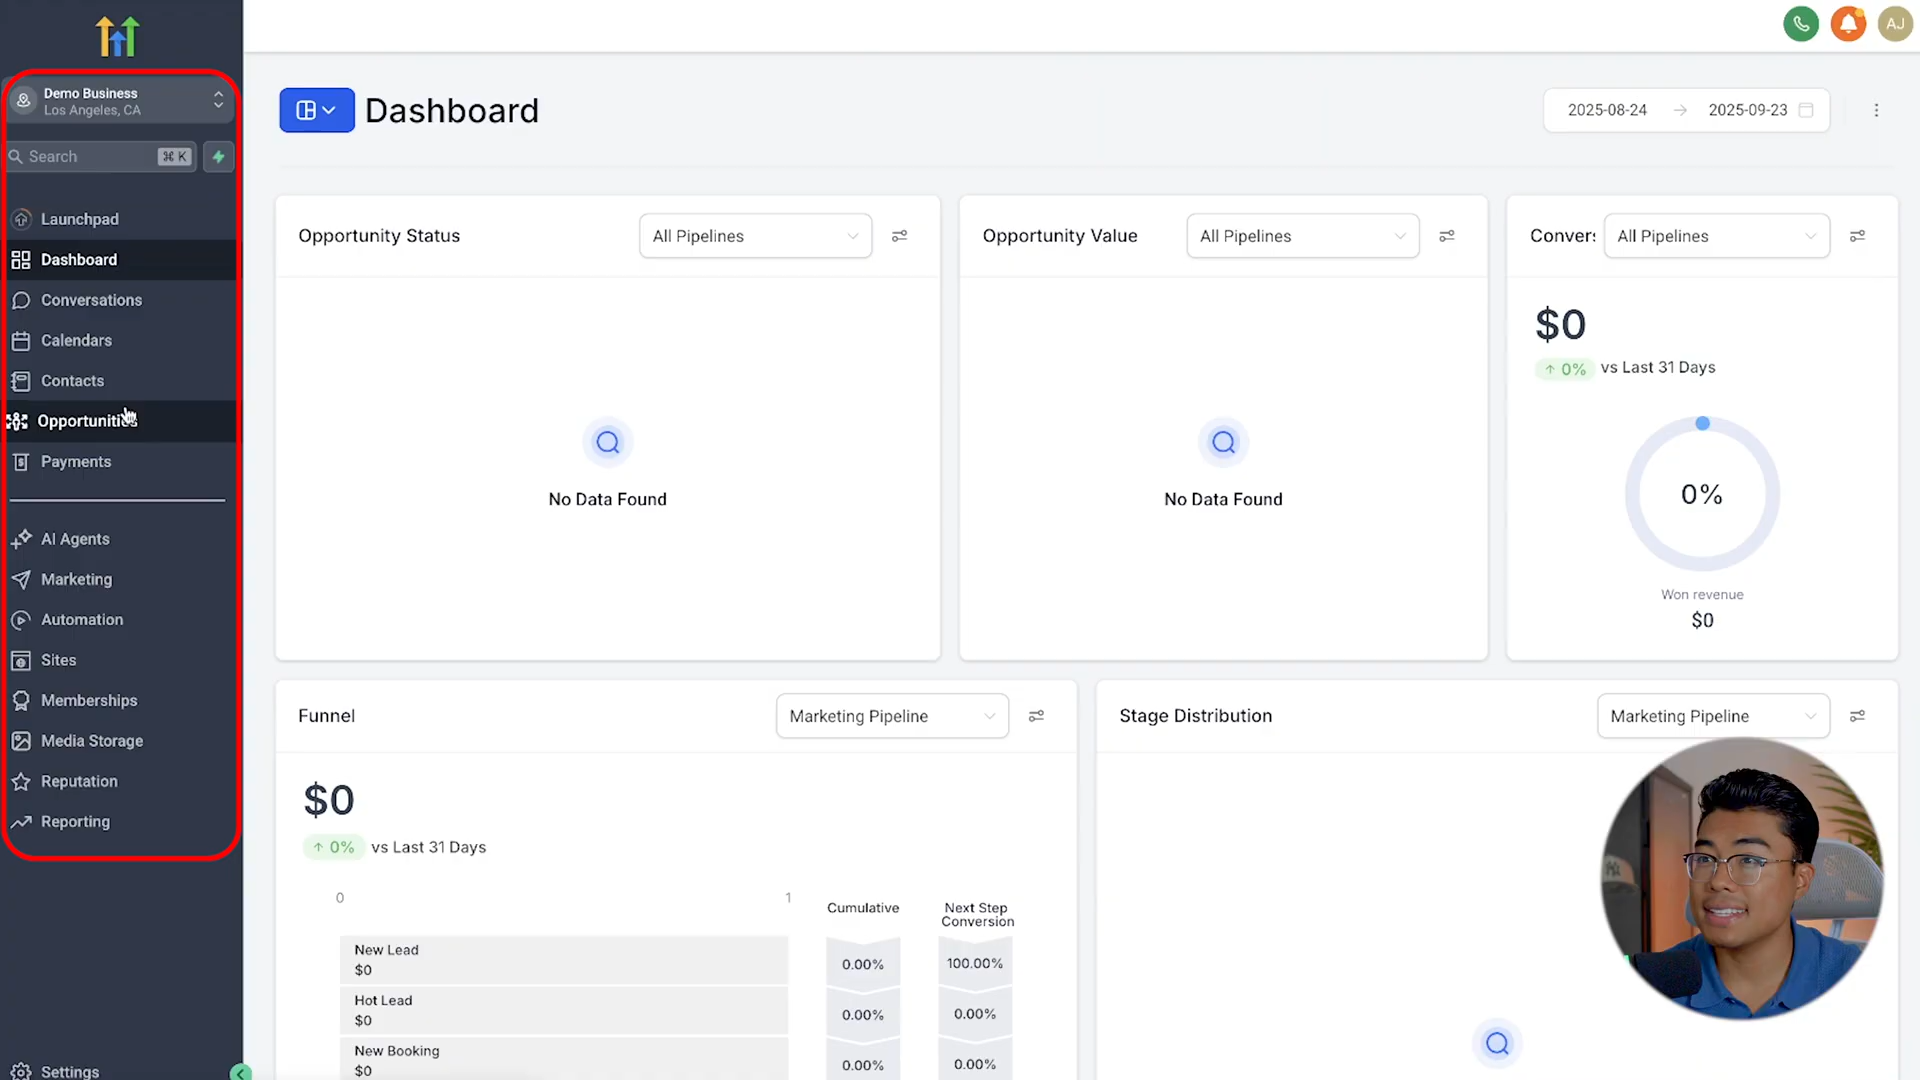 AJ
Demo Business
Los Angeles, CA
Search
⌘ K
Launchpad
Dashboard
Conversations
Calendars
Contacts
Opportunities
Payments
AI Agents
Marketing
Automation
Sites
Memberships
Media Storage
Reputation
Reporting
Settings
Dashboard
2025-08-24 → 2025-09-23
Opportunity Status
All Pipelines
No Data Found
Opportunity Value
All Pipelines
No Data Found
Convers
All Pipelines
$0
↑ 0% vs Last 31 Days
0%
Won revenue
$0
Funnel
Marketing Pipeline
$0
↑ 0% vs Last 31 Days
0 1
Cumulative
Next Step
Conversion
New Lead
$0
0.00%
100.00%
Hot Lead
$0
0.00%
0.00%
New Booking
$0
0.00%
0.00%
Stage Distribution
Marketing Pipeline